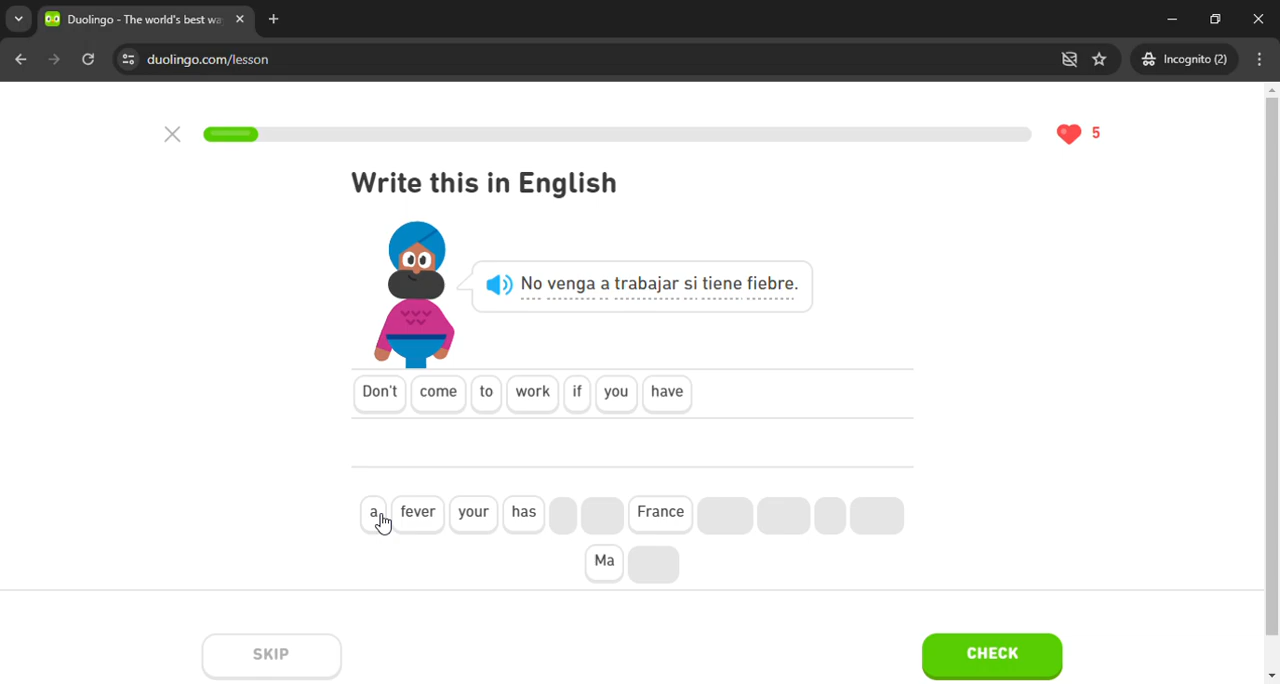 Duolingo - The world's best wa
duolingo.com/lesson
Incognito (2)
5
Write this in English
No venga a trabajar si tiene fiebre.
Don't come to work if you have
a fever your has France
Ma
SKIP
CHECK